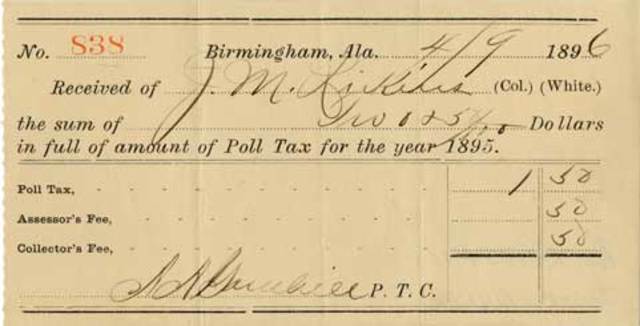 No. 838 Birmingham, Ala. 4/9 1896
Received of J. M. (Col.) (White.)
the sum of Two & 50/100 Dollars
in full of amount of Poll Tax for the year 1895.
Poll Tax, 1 50
Assessor's Fee, 50
Collector's Fee, 50
P. T. C.